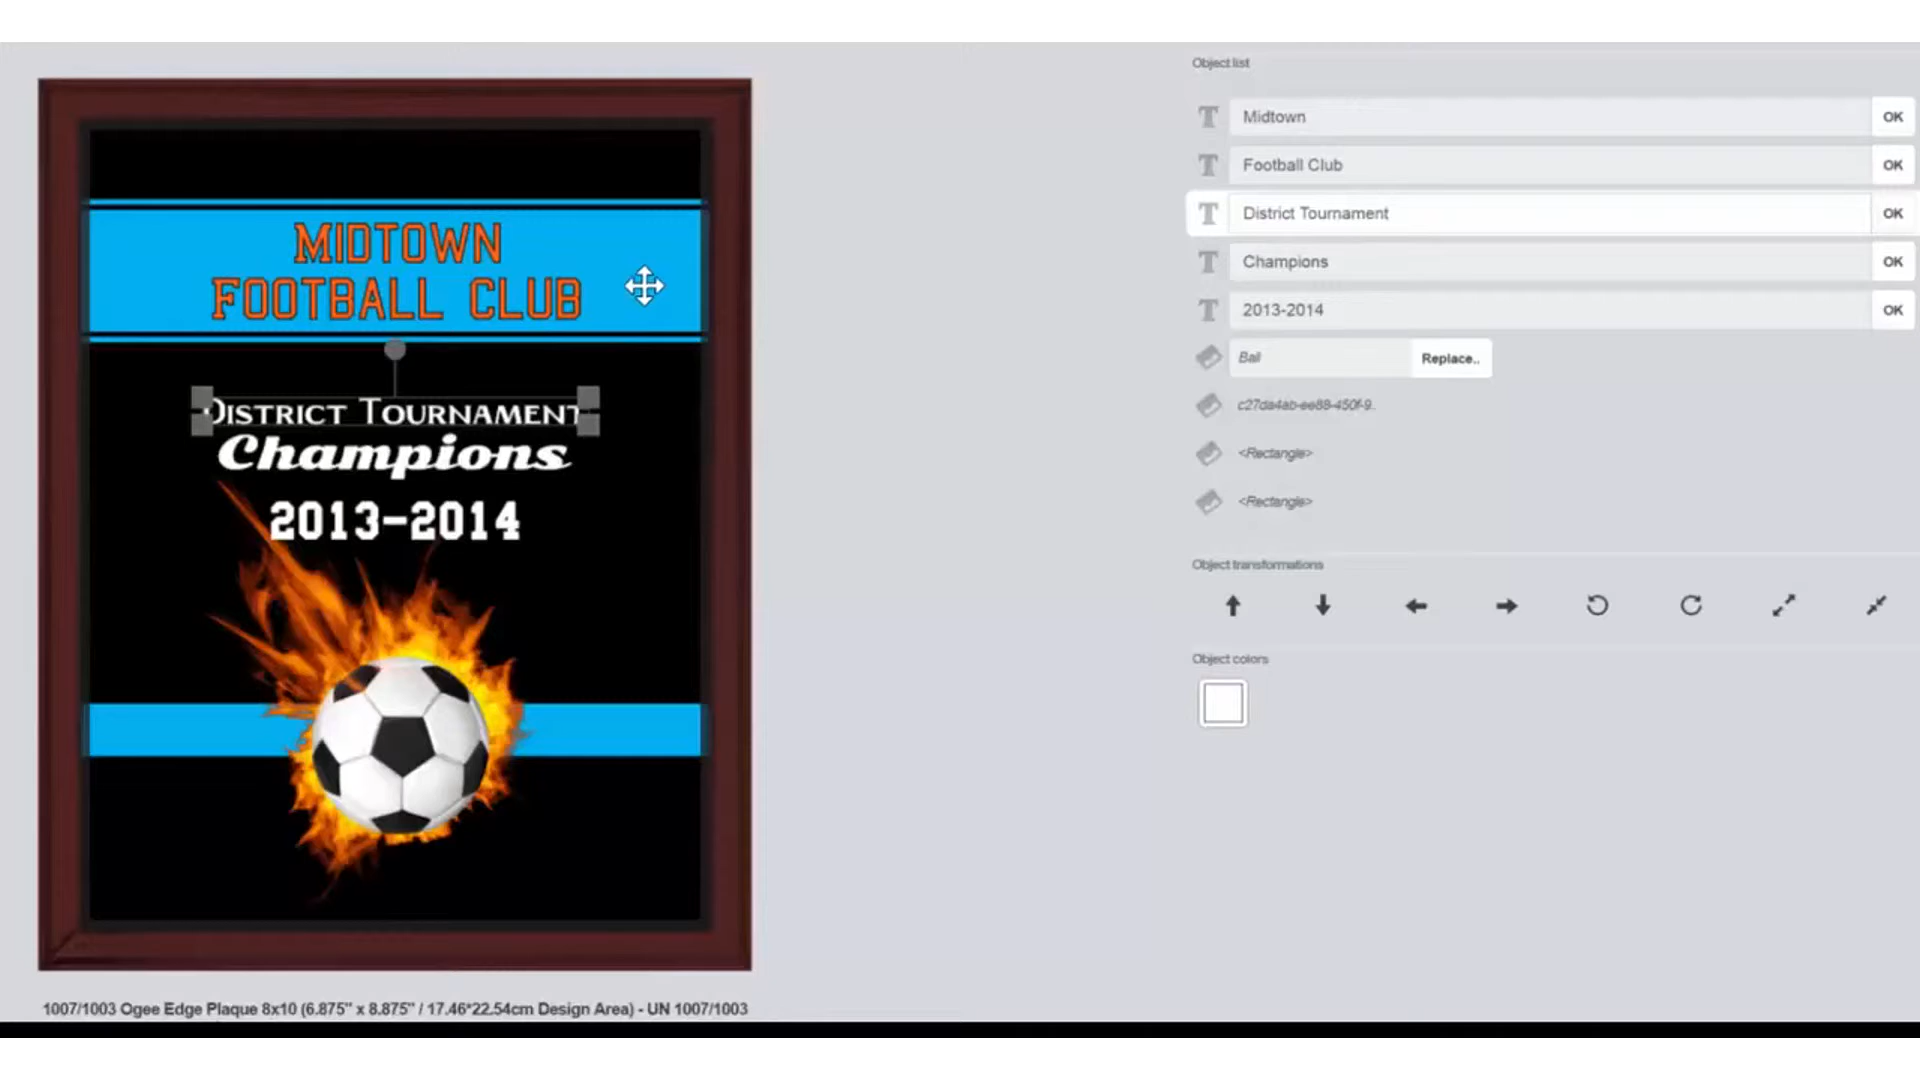 Object list
Midtown OK
Football Club OK
District Tournament OK
Champions OK
2013-2014 OK
Ball Replace..
c27da4ab-ee88-450f-9..
<Rectangle>
<Rectangle>
Object transformations
Object colors
MIDTOWN
FOOTBALL CLUB
DISTRICT TOURNAMENT
Champions
2013-2014
1007/1003 Ogee Edge Plaque 8x10 (6.875" x 8.875" / 17.46*22.54cm Design Area) - UN 1007/1003